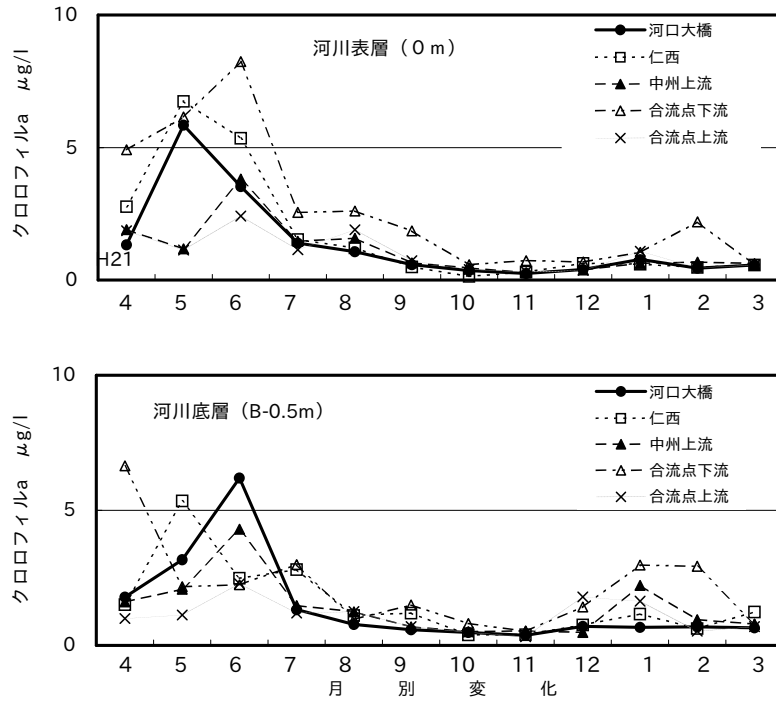 10
クロロフィルa μg/l
河川表層（０ｍ）
河口大橋
仁西
中州上流
合流点下流
合流点上流
5
0
H21
4 5 6 7 8 9 10 11 12 1 2 3
10
クロロフィルa μg/l
河川底層（B-0.5m）
河口大橋
仁西
中州上流
合流点下流
合流点上流
5
0
4 5 6 7 8 9 10 11 12 1 2 3
月 別 変 化